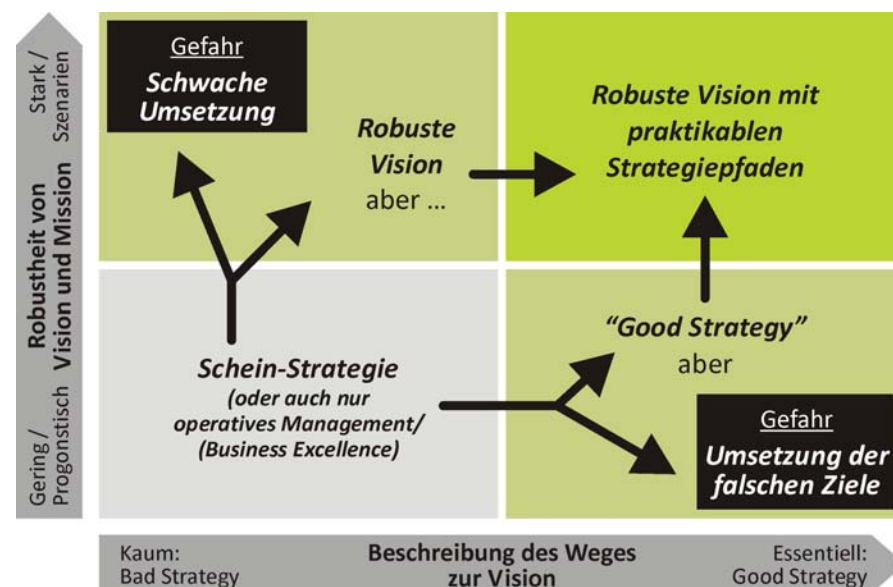 Gefahr
Schwache
Umsetzung
Robuste
Vision
aber ...
Robuste Vision mit
praktikablen
Strategiepfaden
Schein-Strategie
(oder auch nur
operatives Management/
(Business Excellence)
“Good Strategy”
aber
Gefahr
Umsetzung der
falschen Ziele
Stark /
Szenarien
Robustheit von
Vision und Mission
Gering /
Progonstisch
Kaum:
Bad Strategy
Beschreibung des Weges
zur Vision
Essentiell:
Good Strategy